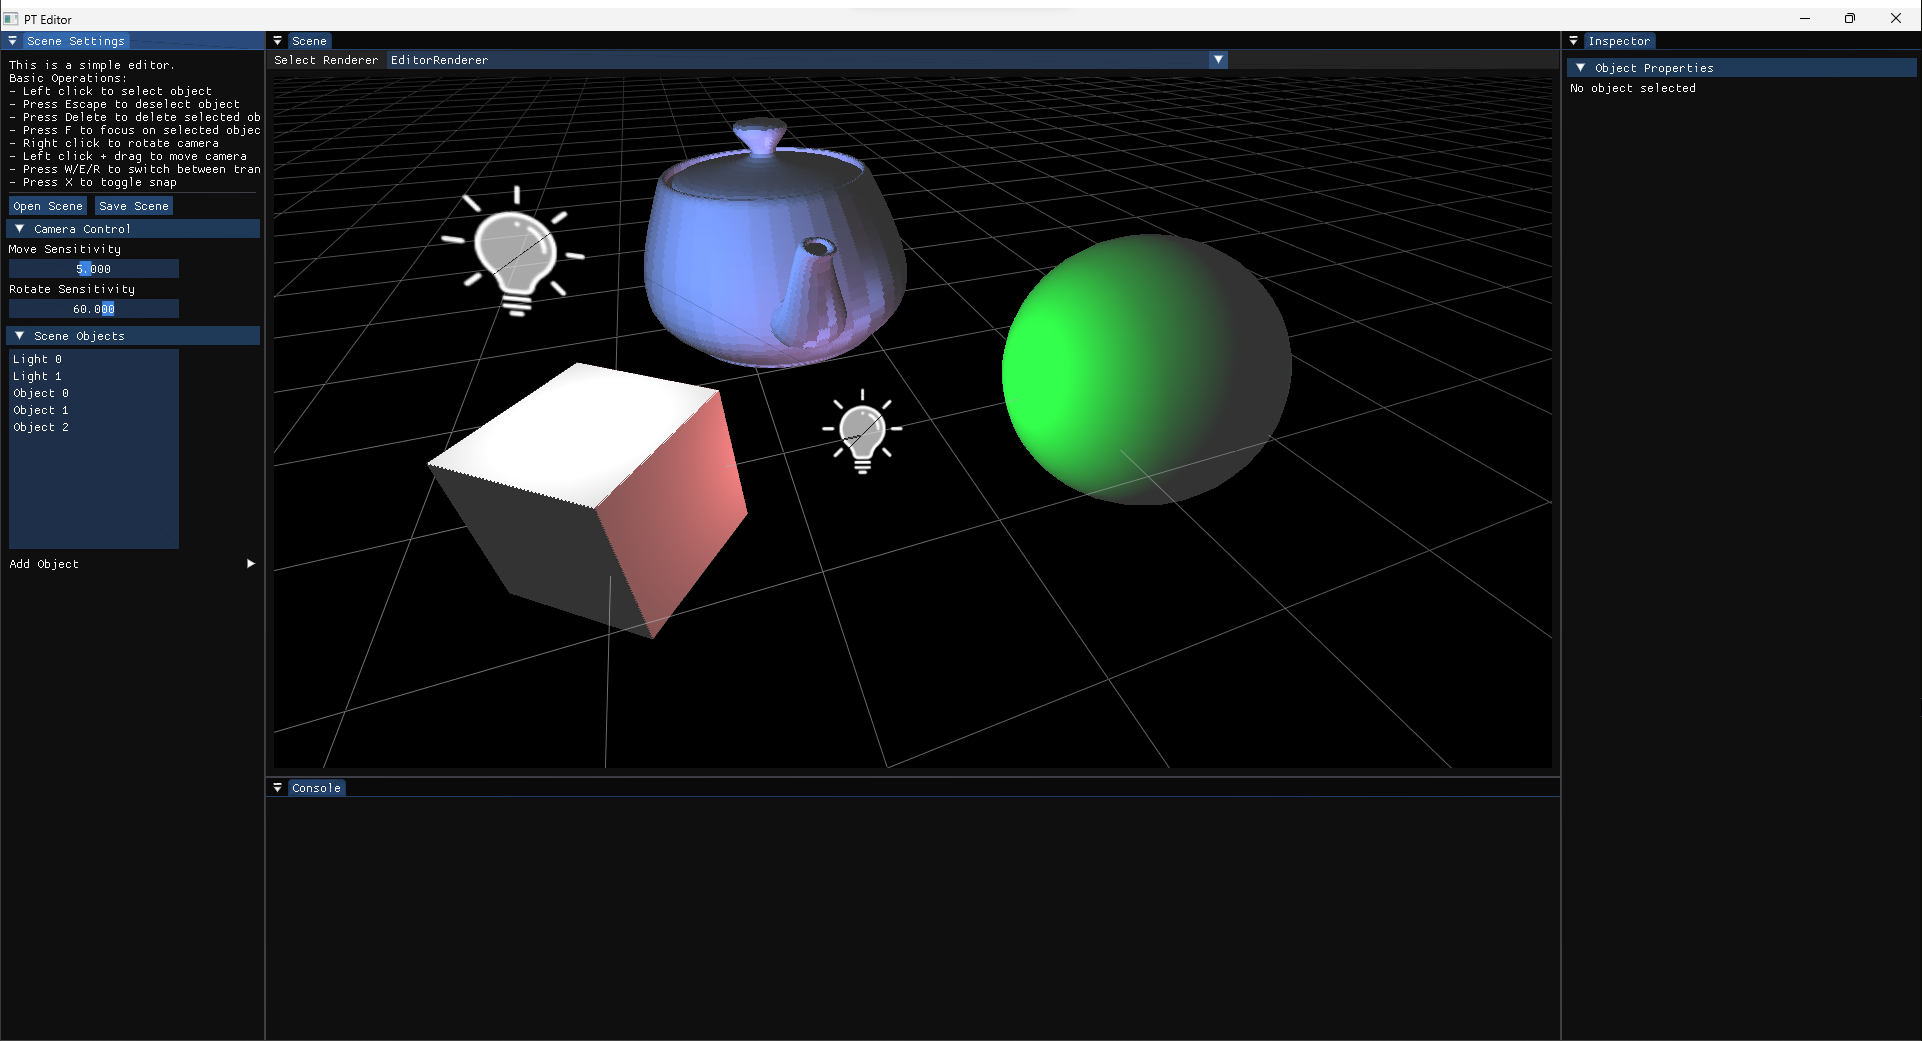 PT Editor
Scene Settings
This is a simple editor.
Basic Operations:
- Left click to select object
- Press Escape to deselect object
- Press Delete to delete selected ob
- Press F to focus on selected objec
- Right click to rotate camera
- Left click + drag to move camera
- Press W/E/R to switch between tran
- Press X to toggle snap
Open Scene Save Scene
Camera Control
Move Sensitivity
5.000
Rotate Sensitivity
60.000
Scene Objects
Light 0
Light 1
Object 0
Object 1
Object 2
Add Object
Scene
Select Renderer EditorRenderer
Console
Inspector
Object Properties
No object selected